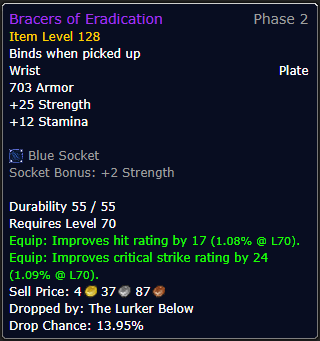 Bracers of Eradication Phase 2
Item Level 128
Binds when picked up
Wrist Plate
703 Armor
+25 Strength
+12 Stamina
Blue Socket
Socket Bonus: +2 Strength
Durability 55 / 55
Requires Level 70
Equip: Improves hit rating by 17 (1.08% @ L70).
Equip: Improves critical strike rating by 24
(1.09% @ L70).
Sell Price: 4 37 87
Dropped by: The Lurker Below
Drop Chance: 13.95%